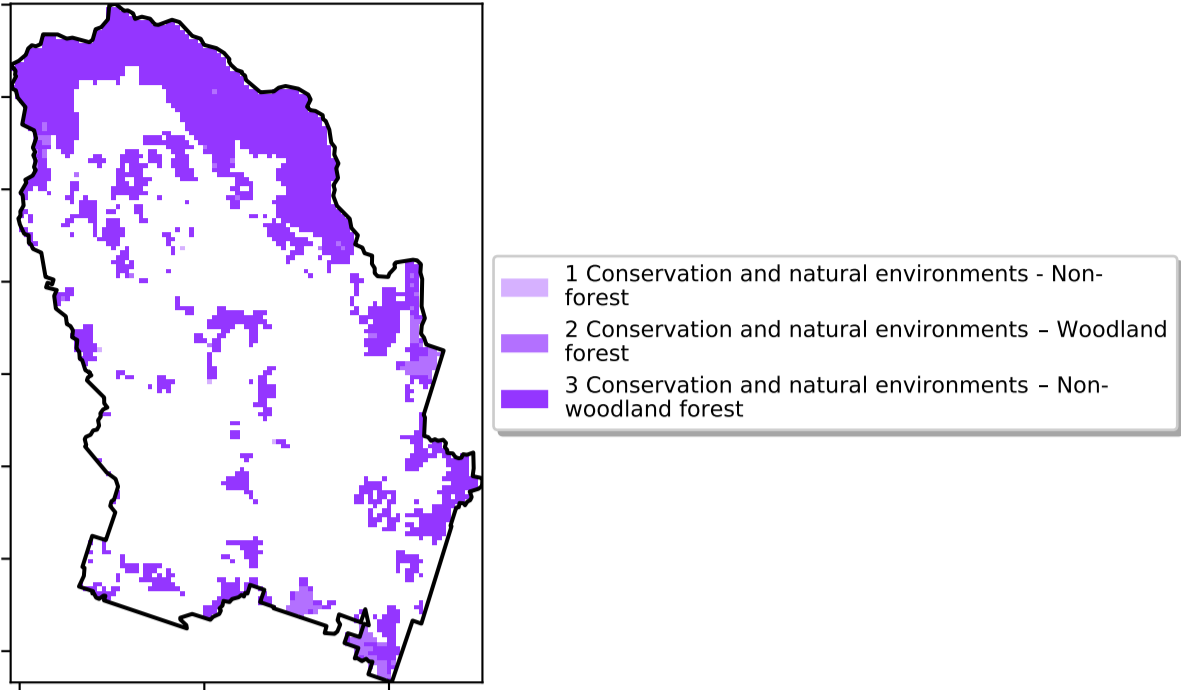 1 Conservation and natural environments - Non-
forest
2 Conservation and natural environments – Woodland
forest
3 Conservation and natural environments – Non-
woodland forest